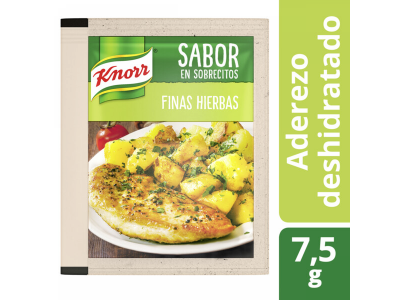 Knorr
SABOR
EN SOBRECITOS
FINAS HIERBAS
Aderezo
deshidratado
7,5
g